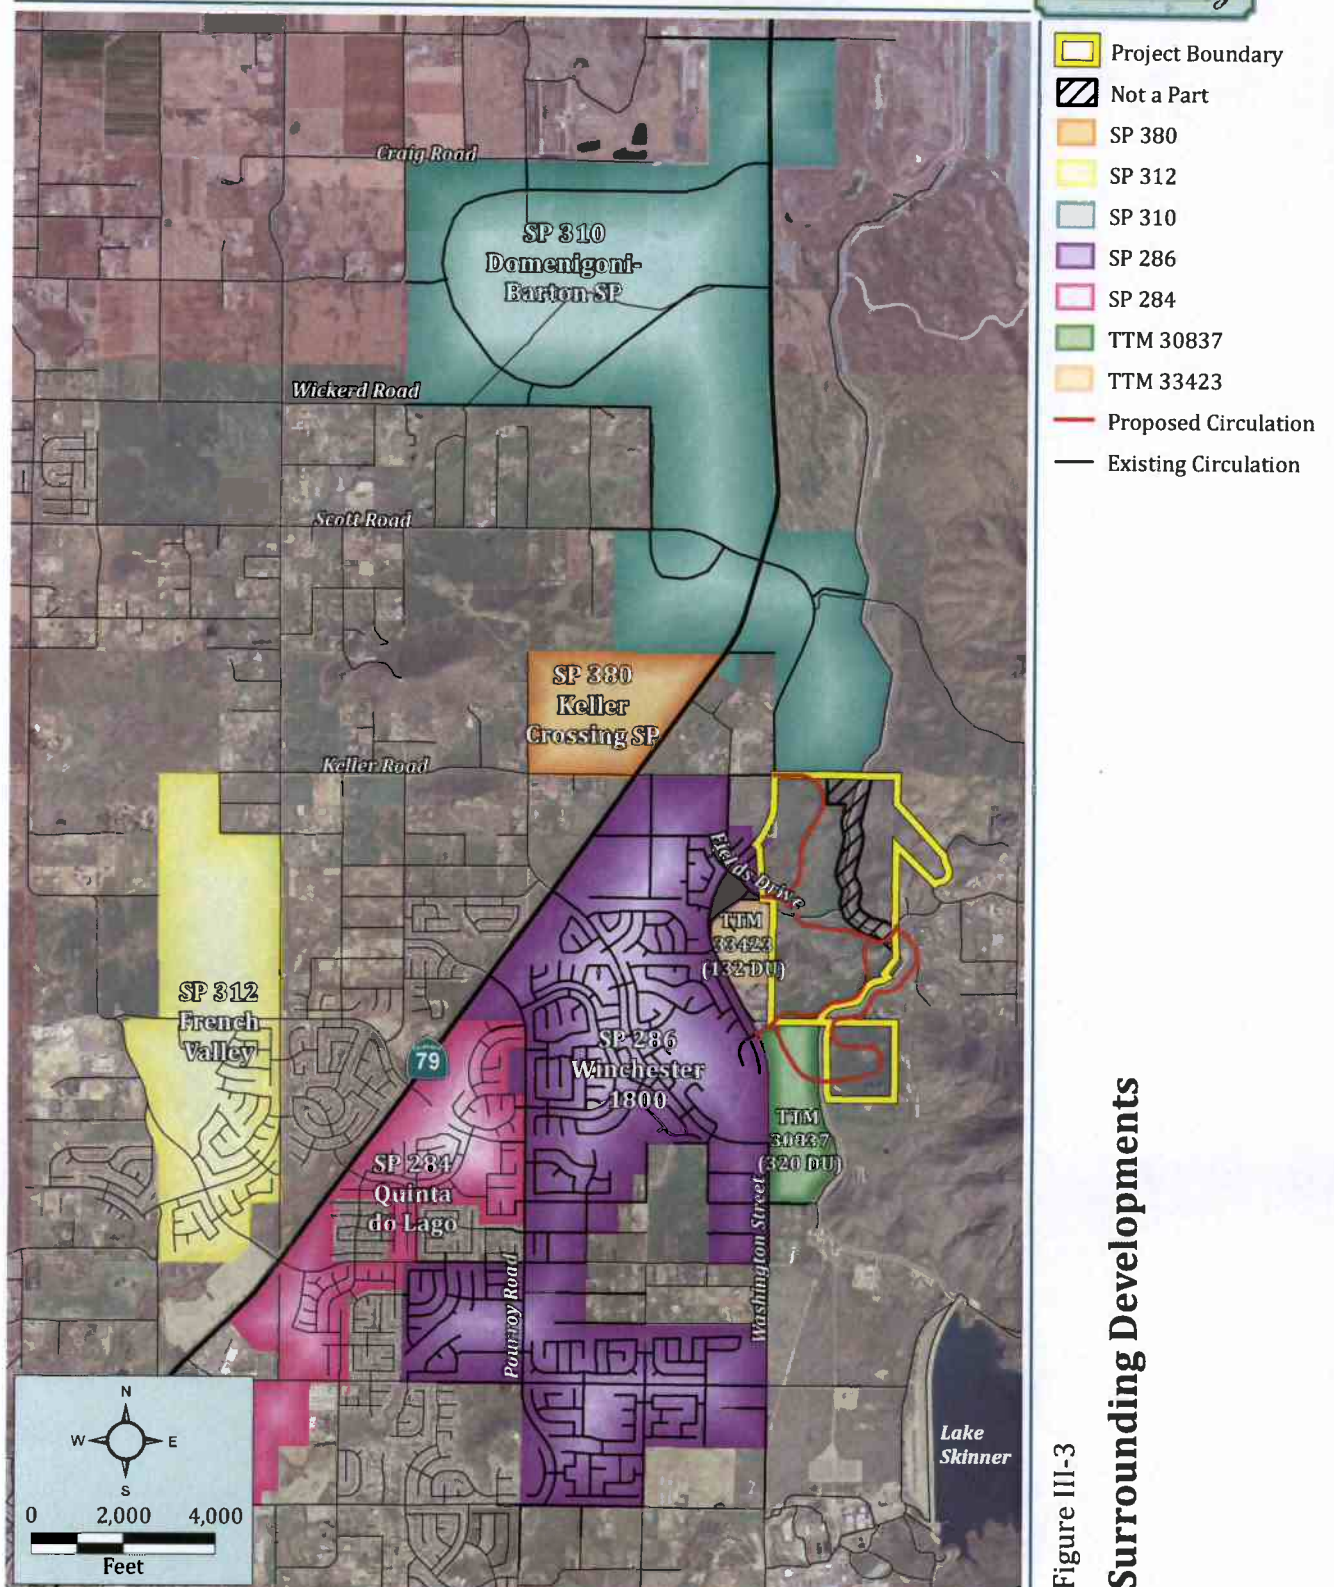 Project Boundary
Not a Part
SP 380
SP 312
SP 310
SP 286
SP 284
TTM 30837
TTM 33423
Proposed Circulation
Existing Circulation
Craig Road
SP 310
Domenigoni-
Barton SP
Wickerd Road
Scott Road
SP 380
Keller
Crossing SP
Keller Road
Fields Drive
TTM
33423
(132 DU)
SP 312
French
Valley
79
SP 286
Winchester
1800
TTM
30837
(320 DU)
SP 284
Quinta
do Lago
Pourroy Road
Washington Street
Lake
Skinner
N
W
E
S
0 2,000 4,000
Feet
Figure III-3
Surrounding Developments